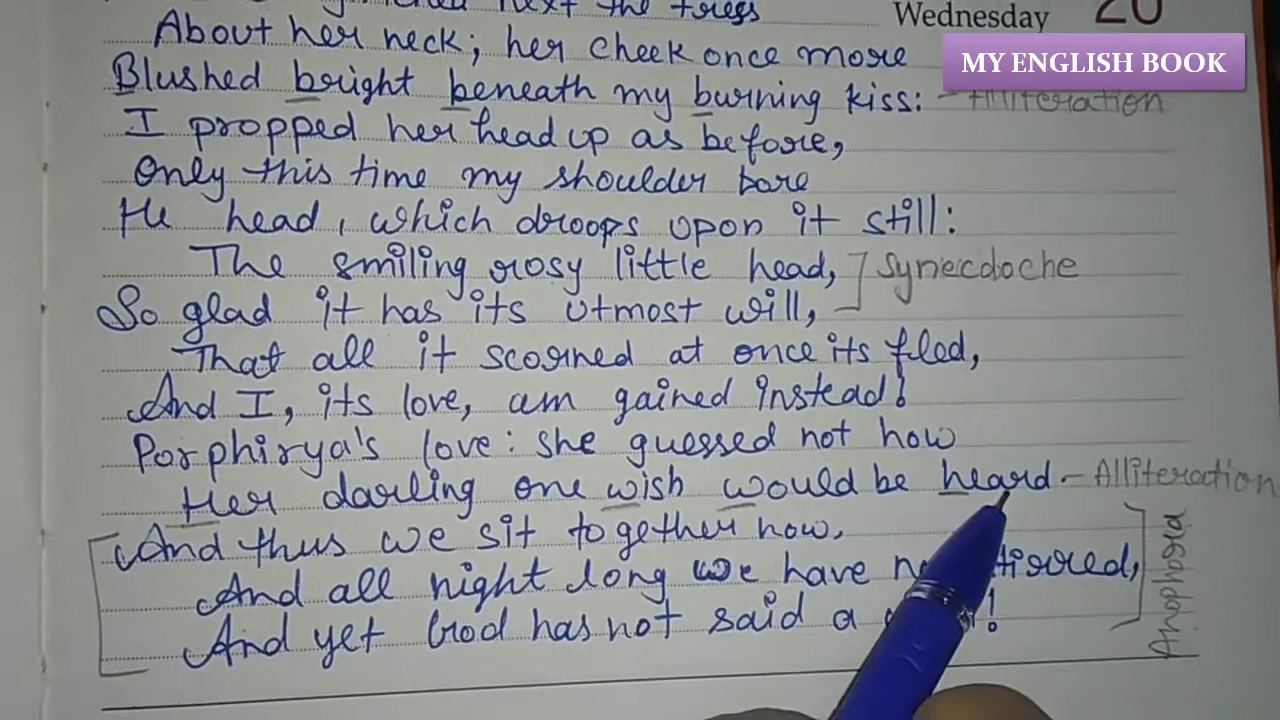 next the tress
Wednesday 20
About her neck; her cheek once more
MY ENGLISH BOOK
Blushed bright beneath my burning kiss: - Alliteration
I propped her head up as before,
Only this time my shoulder bore
He head, which droops upon it still:
The smiling rosy little head, Synecdoche
So glad it has its utmost will,
That all it scorned at once its fled,
And I, its love, am gained instead!
Porphirya's love: she guessed not how
Her darling one wish would be heard - Alliteration
And thus we sit together now.
And all night long we have
And yet God has not said a !
Anaphora